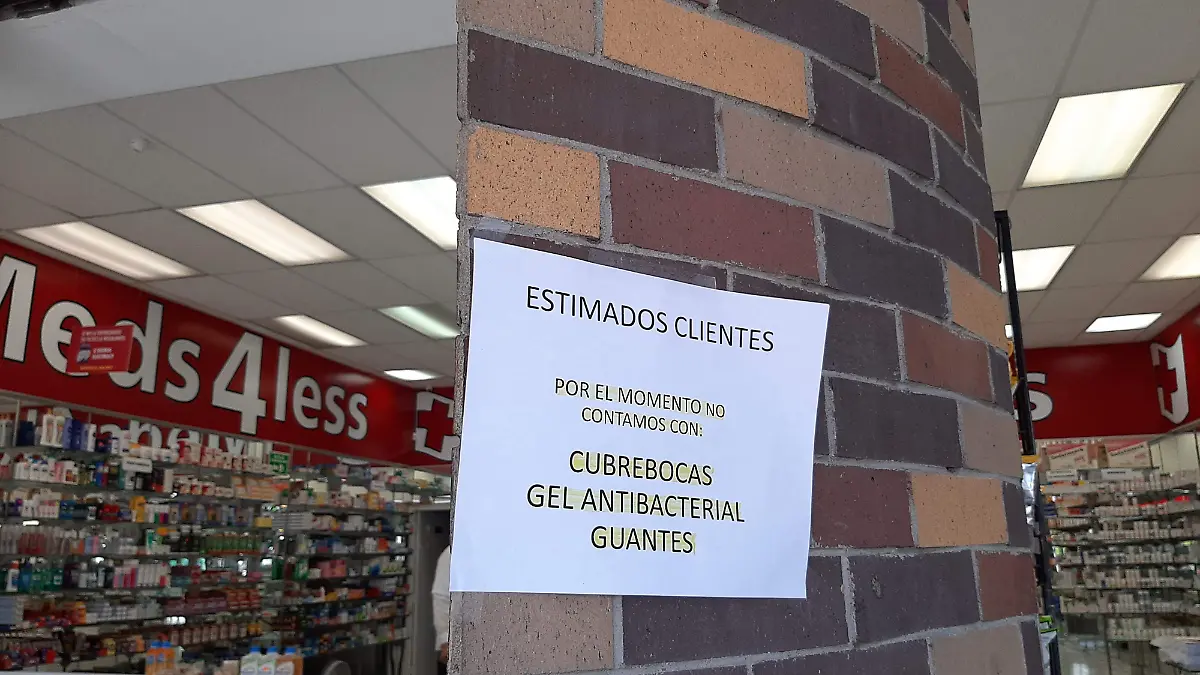 Meds4less
ESTIMADOS CLIENTES
POR EL MOMENTO NO
CONTAMOS CON:
CUBREBOCAS
GEL ANTIBACTERIAL
GUANTES